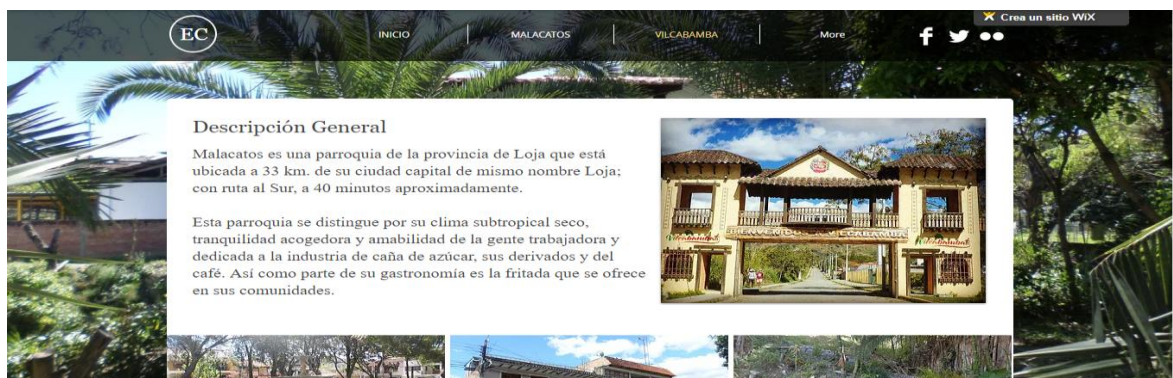 EC
INICIO
MALACATOS
VILCABAMBA
More
Crea un sitio WiX
Descripción General
Malacatos es una parroquia de la provincia de Loja que está
ubicada a 33 km. de su ciudad capital de mismo nombre Loja;
con ruta al Sur, a 40 minutos aproximadamente.
Esta parroquia se distingue por su clima subtropical seco,
tranquilidad acogedora y amabilidad de la gente trabajadora y
dedicada a la industria de caña de azúcar, sus derivados y del
café. Así como parte de su gastronomía es la fritada que se ofrece
en sus comunidades.
BIENVENIDOS A VILCABAMBA
Vilcabamba
Vilcabamba